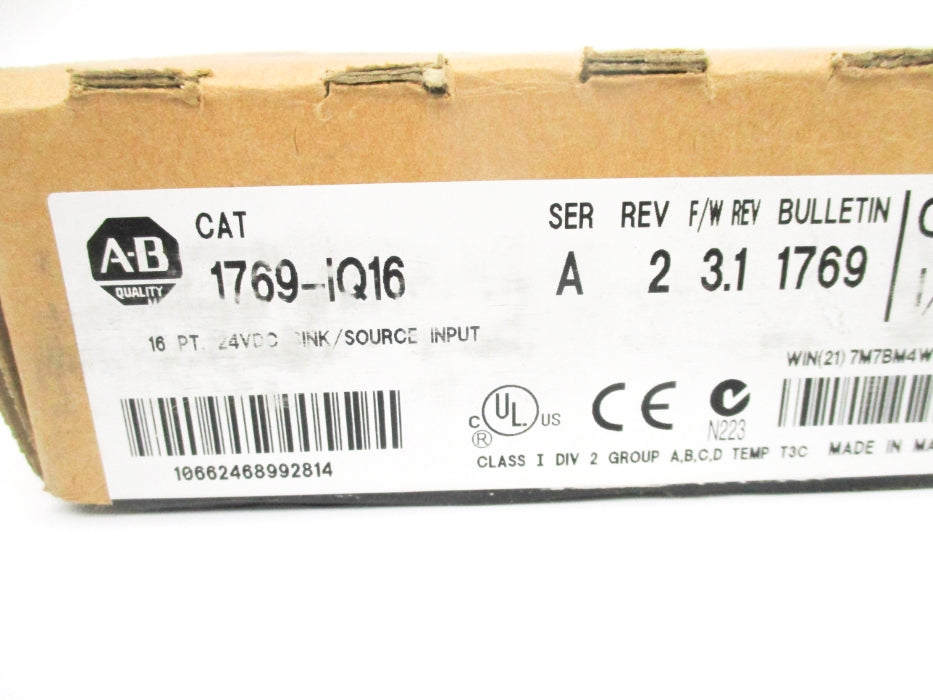 A-B
QUALITY
CAT
1769-iQ16
16 PT. 24VDC SINK/SOURCE INPUT
SER REV F/W REV BULLETIN
A 2 3.1 1769
WIN(21) 7M7BM4W
10662468992814
C UL US
®
CE
N223
CLASS I DIV 2 GROUP A,B,C,D TEMP T3C MADE IN